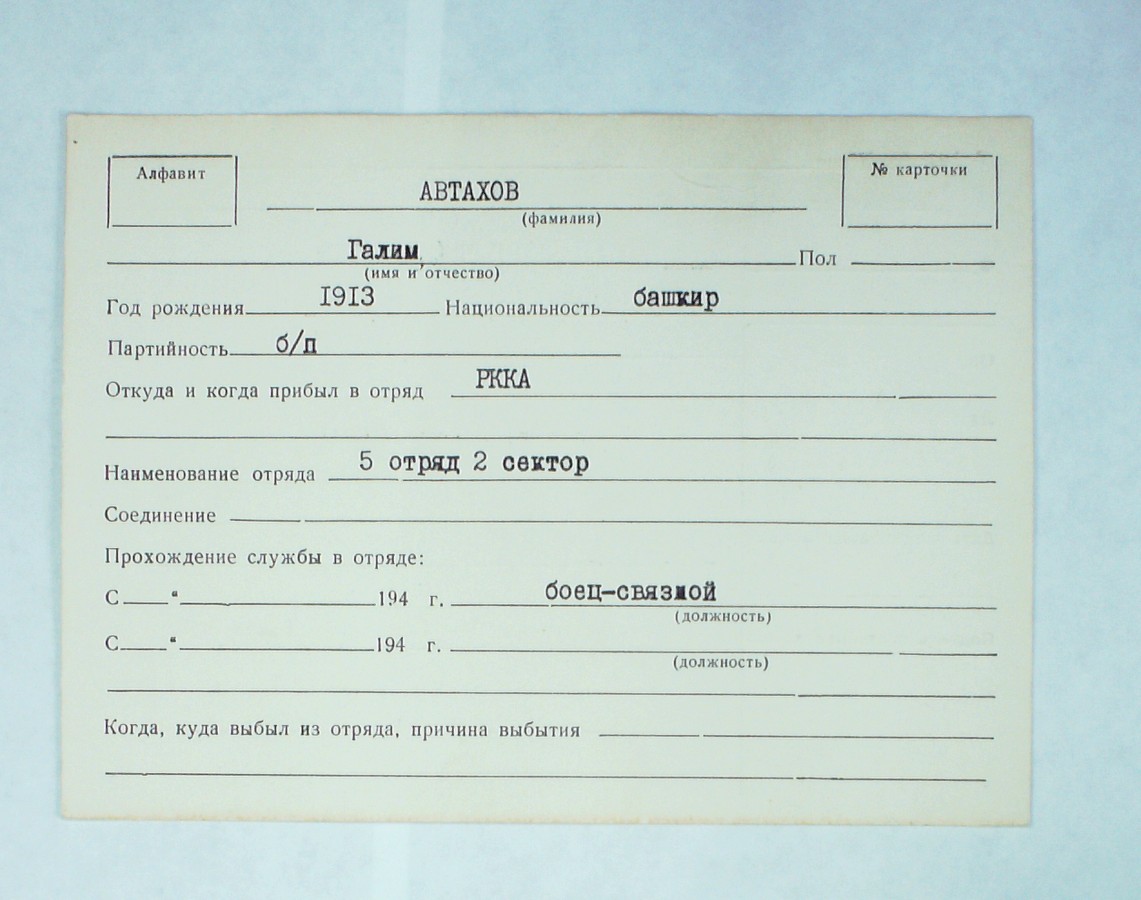 Алфавит
№ карточки
АВТАХОВ
(фамилия)
Галим Пол
(имя и отчество)
Год рождения 1913 Национальность башкир
Партийность б/п
Откуда и когда прибыл в отряд РККА
Наименование отряда 5 отряд 2 сектор
Соединение
Прохождение службы в отряде:
С " 194 г. боец-связной
(должность)
С " 194 г.
(должность)
Когда, куда выбыл из отряда, причина выбытия